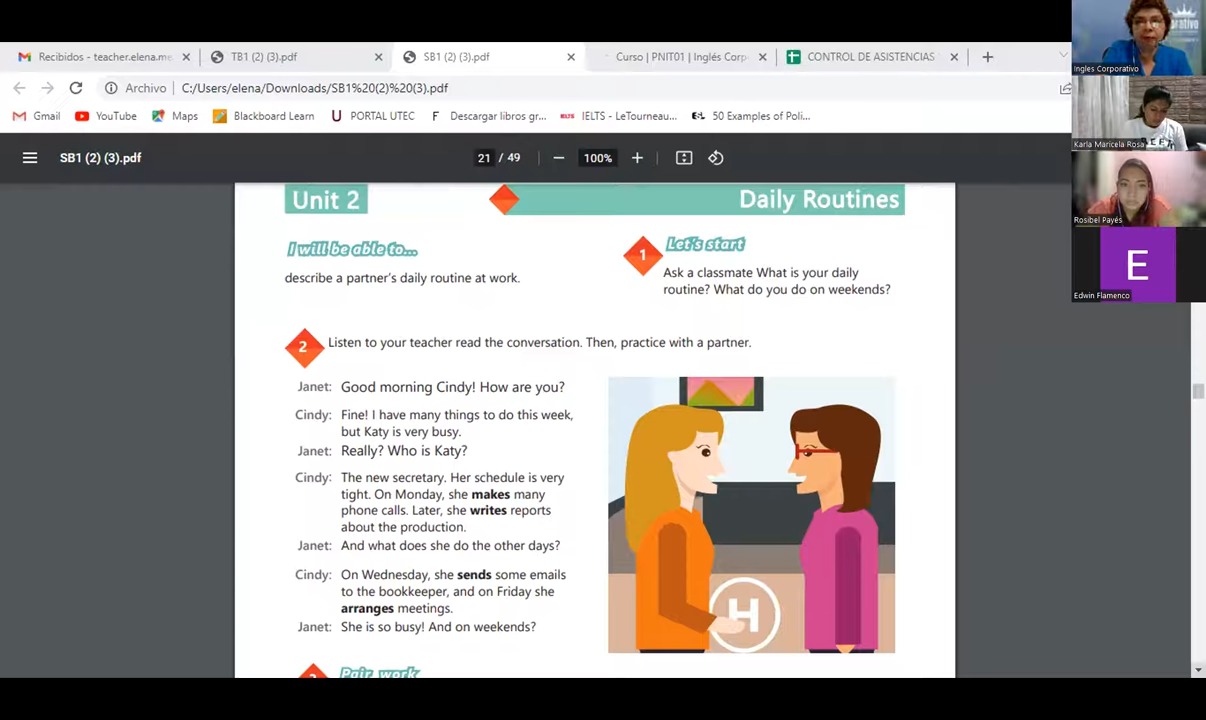 Recibidos - teacher.elena.me
TB1 (2) (3).pdf
SB1 (2) (3).pdf
Curso | PNIT01 | Inglés Corp
CONTROL DE ASISTENCIAS
Archivo
C:/Users/elena/Downloads/SB1%20(2)%20(3).pdf
Gmail
YouTube
Maps
Blackboard Learn
U PORTAL UTEC
F Descargar libros gr...
IELTS IELTS - LeTourneau...
50 Examples of Poli...
SB1 (2) (3).pdf
21 / 49
100%
Unit 2
Daily Routines
I will be able to...
describe a partner's daily routine at work.
1
Let's start
Ask a classmate What is your daily
routine? What do you do on weekends?
2
Listen to your teacher read the conversation. Then, practice with a partner.
Janet: Good morning Cindy! How are you?
Cindy: Fine! I have many things to do this week,
but Katy is very busy.
Janet: Really? Who is Katy?
Cindy: The new secretary. Her schedule is very
tight. On Monday, she makes many
phone calls. Later, she writes reports
about the production.
Janet: And what does she do the other days?
Cindy: On Wednesday, she sends some emails
to the bookkeeper, and on Friday she
arranges meetings.
Janet: She is so busy! And on weekends?
H
Pair work
Ingles Corporativo
Karla Maricela Rosa
Rosibel Payés
E
Edwin Flamenco